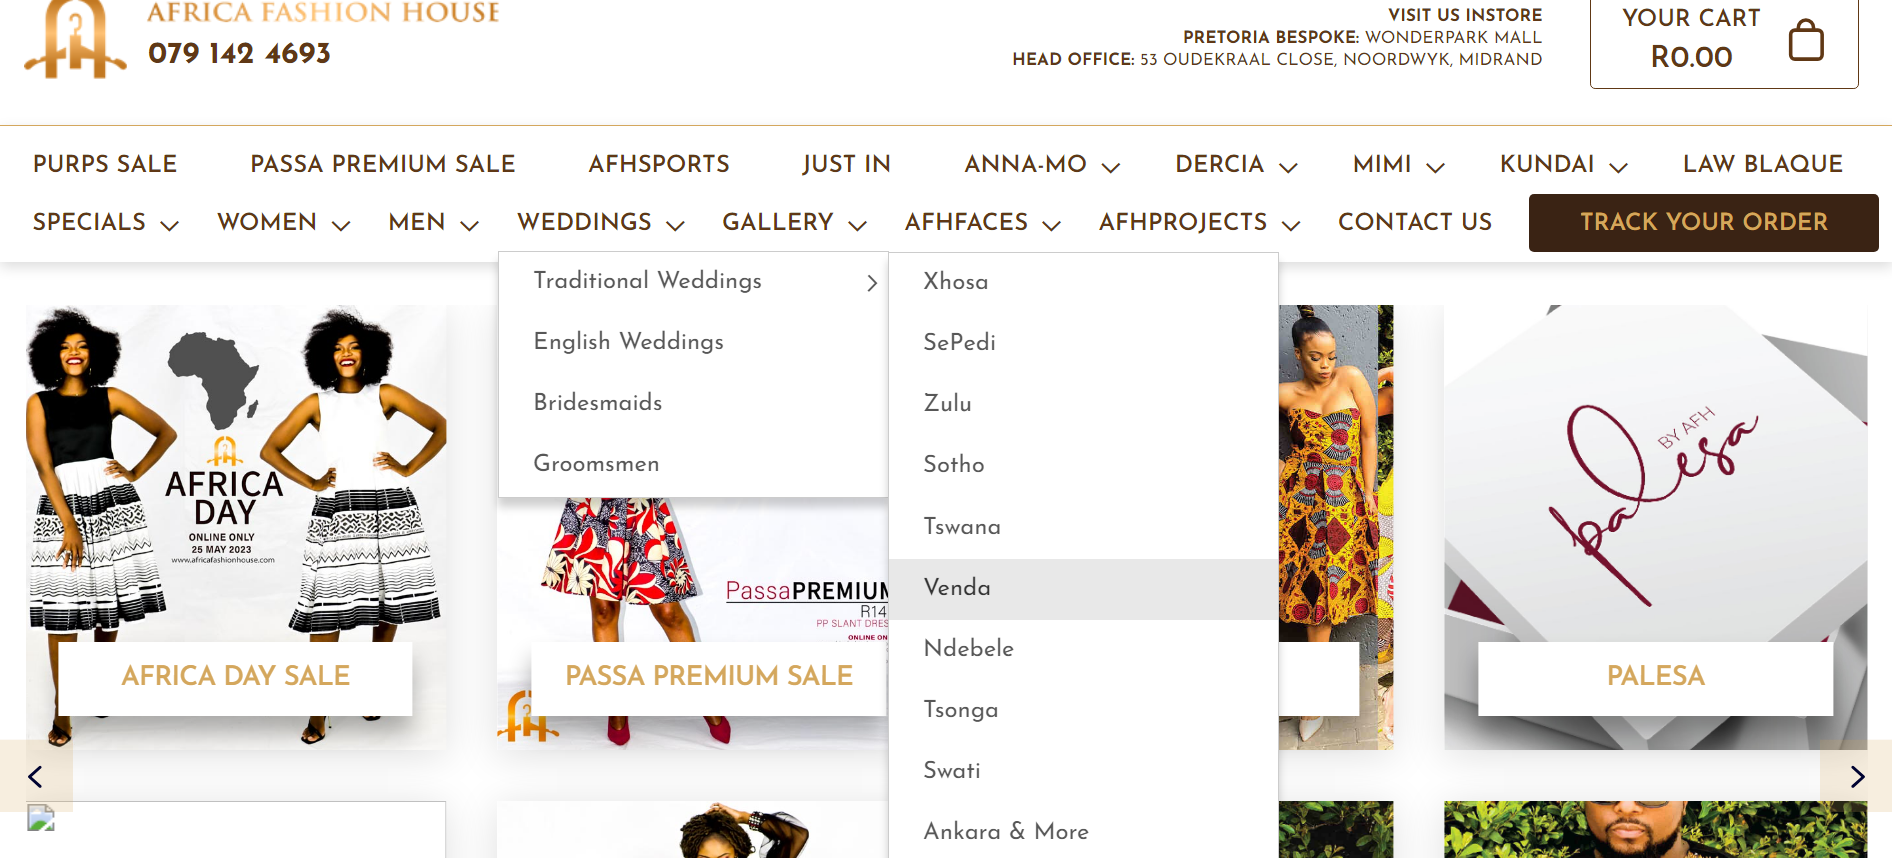 AFRICA FASHION HOUSE
079 142 4693
VISIT US INSTORE
PRETORIA BESPOKE: WONDERPARK MALL
HEAD OFFICE: 53 OUDEKRAAL CLOSE, NOORDWYK, MIDRAND
YOUR CART
R0.00
PURPS SALE
PASSA PREMIUM SALE
AFHSPORTS
JUST IN
ANNA-MO
DERCIA
MIMI
KUNDAI
LAW BLAQUE
SPECIALS
WOMEN
MEN
WEDDINGS
GALLERY
AFHFACES
AFHPROJECTS
CONTACT US
TRACK YOUR ORDER
Traditional Weddings
English Weddings
Bridesmaids
Groomsmen
Xhosa
SePedi
Zulu
Sotho
Tswana
Venda
Ndebele
Tsonga
Swati
Ankara & More
AFRICA
DAY
ONLINE ONLY
25 MAY 2023
www.africafashionhouse.com
AFRICA DAY SALE
PassaPREMIUM
R14
PP SLANT DRES
ONLINE ON
PASSA PREMIUM SALE
BY AFH
palesa
PALESA